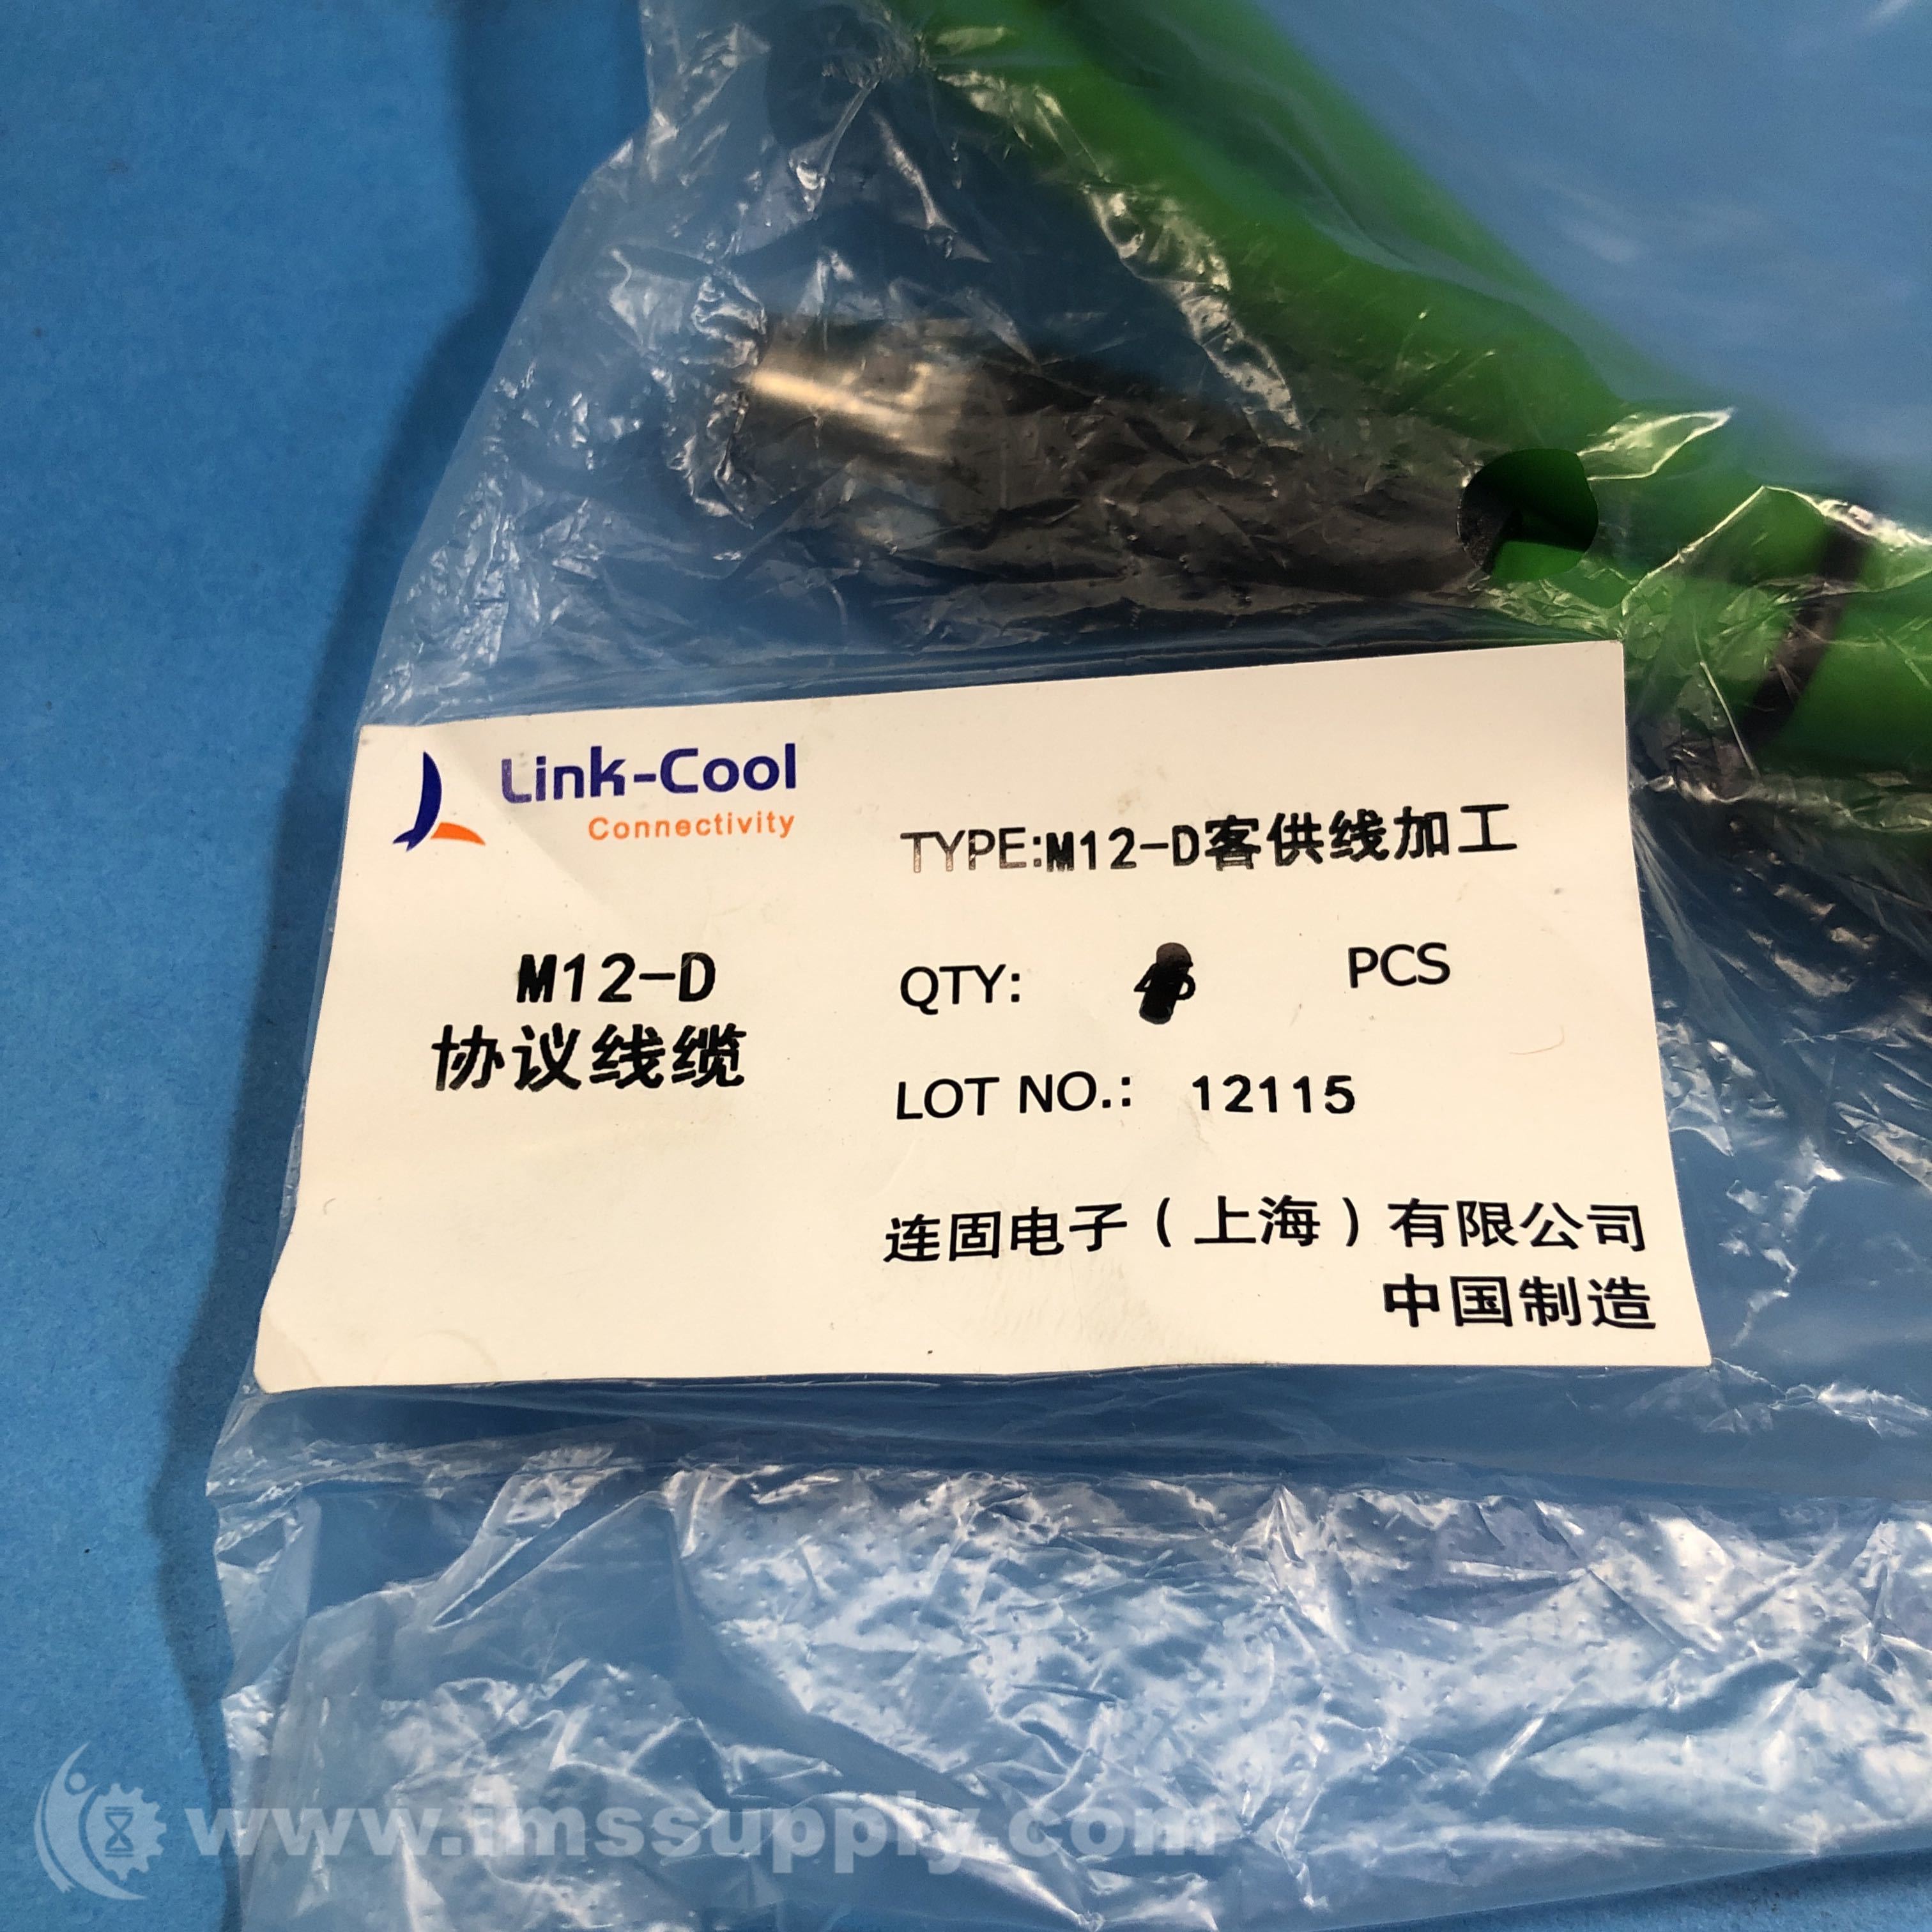 Link-Cool
Connectivity
M12-D
协议线缆
TYPE:M12-D客供线加工
QTY: PCS
LOT NO.: 12115
连固电子（上海）有限公司
中国制造
www.imssupply.com